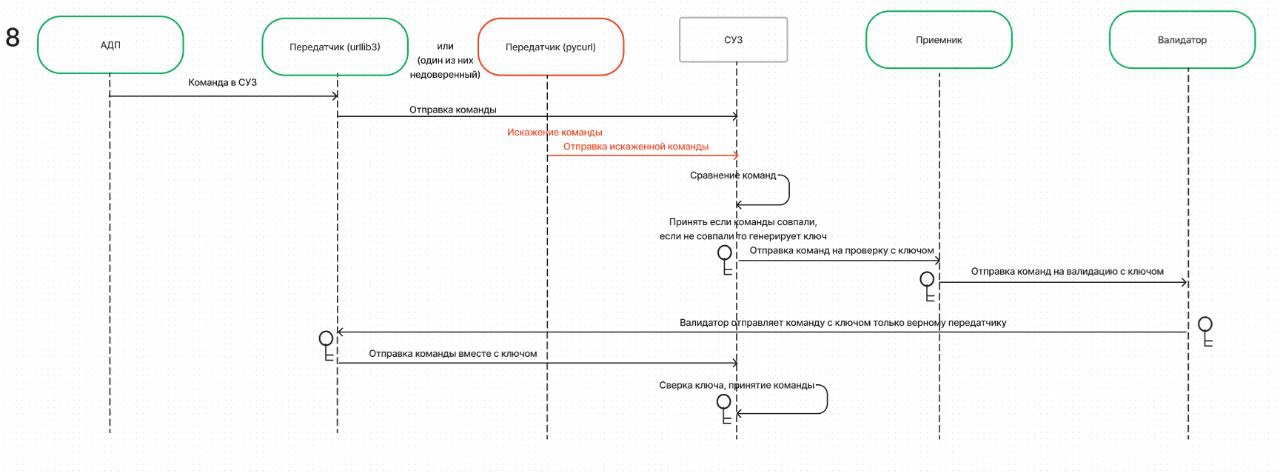 8
АДП
Передатчик (urllib3)
или
(один из них
недоверенный)
Передатчик (pycurl)
СУЗ
Приемник
Валидатор
Команда в СУЗ
Отправка команды
Искажение команды
Отправка искаженной команды
Сравнение команд
Принять если команды совпали,
если не совпали то генерирует ключ
Отправка команд на проверку с ключом
Отправка команд на валидацию с ключом
Валидатор отправляет команду с ключом только верному передатчику
Отправка команды вместе с ключом
Сверка ключа, принятие команды